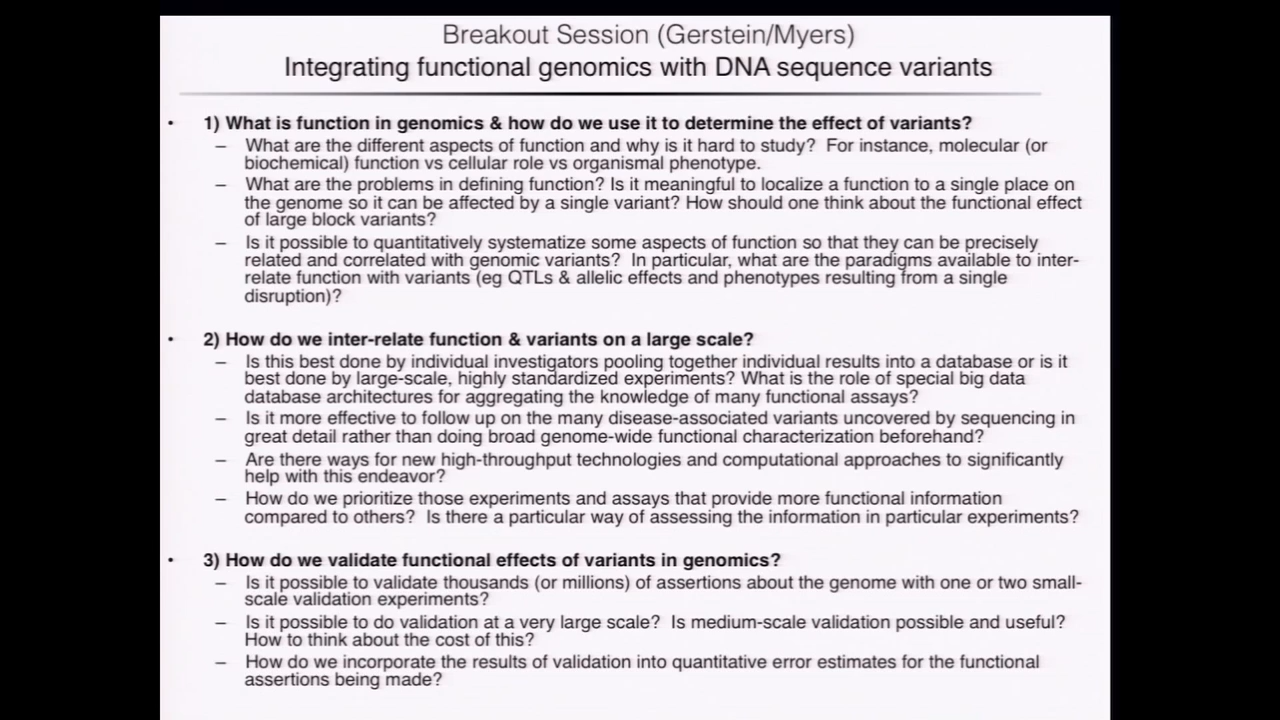 Breakout Session (Gerstein/Myers)
Integrating functional genomics with DNA sequence variants
• 1) What is function in genomics & how do we use it to determine the effect of variants?
– What are the different aspects of function and why is it hard to study? For instance, molecular (or
biochemical) function vs cellular role vs organismal phenotype.
– What are the problems in defining function? Is it meaningful to localize a function to a single place on
the genome so it can be affected by a single variant? How should one think about the functional effect
of large block variants?
– Is it possible to quantitatively systematize some aspects of function so that they can be precisely
related and correlated with genomic variants? In particular, what are the paradigms available to inter-
relate function with variants (eg QTLs & allelic effects and phenotypes resulting from a single
disruption)?
• 2) How do we inter-relate function & variants on a large scale?
– Is this best done by individual investigators pooling together individual results into a database or is it
best done by large-scale, highly standardized experiments? What is the role of special big data
database architectures for aggregating the knowledge of many functional assays?
– Is it more effective to follow up on the many disease-associated variants uncovered by sequencing in
great detail rather than doing broad genome-wide functional characterization beforehand?
– Are there ways for new high-throughput technologies and computational approaches to significantly
help with this endeavor?
– How do we prioritize those experiments and assays that provide more functional information
compared to others? Is there a particular way of assessing the information in particular experiments?
• 3) How do we validate functional effects of variants in genomics?
– Is it possible to validate thousands (or millions) of assertions about the genome with one or two small-
scale validation experiments?
– Is it possible to do validation at a very large scale? Is medium-scale validation possible and useful?
How to think about the cost of this?
– How do we incorporate the results of validation into quantitative error estimates for the functional
assertions being made?